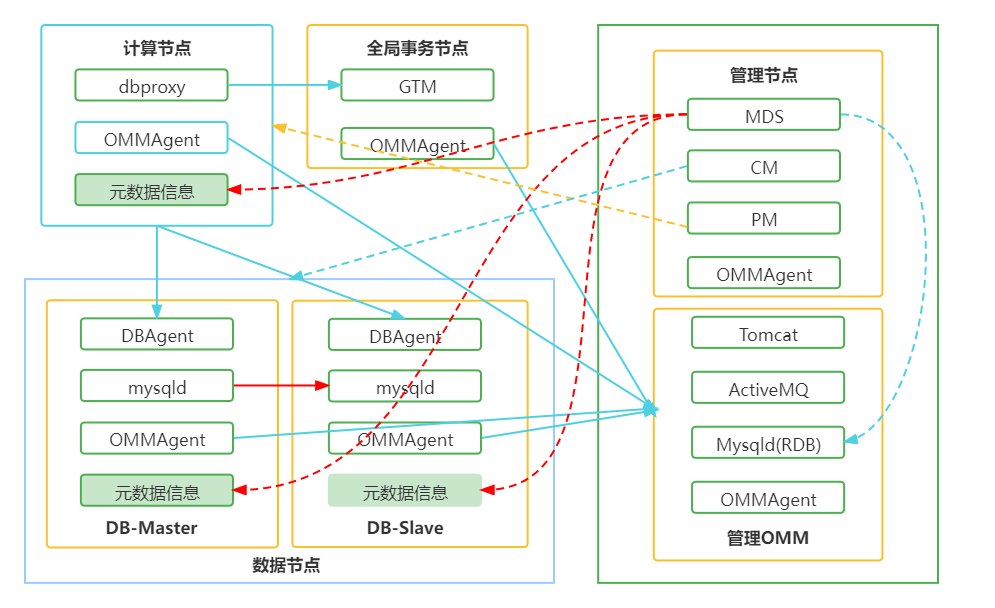 计算节点
dbproxy
OMMAgent
元数据信息
全局事务节点
GTM
OMMAgent
管理节点
MDS
CM
PM
OMMAgent
DBAgent
mysqld
OMMAgent
元数据信息
DB-Master
DBAgent
mysqld
OMMAgent
元数据信息
DB-Slave
数据节点
Tomcat
ActiveMQ
Mysqld(RDB)
OMMAgent
管理OMM